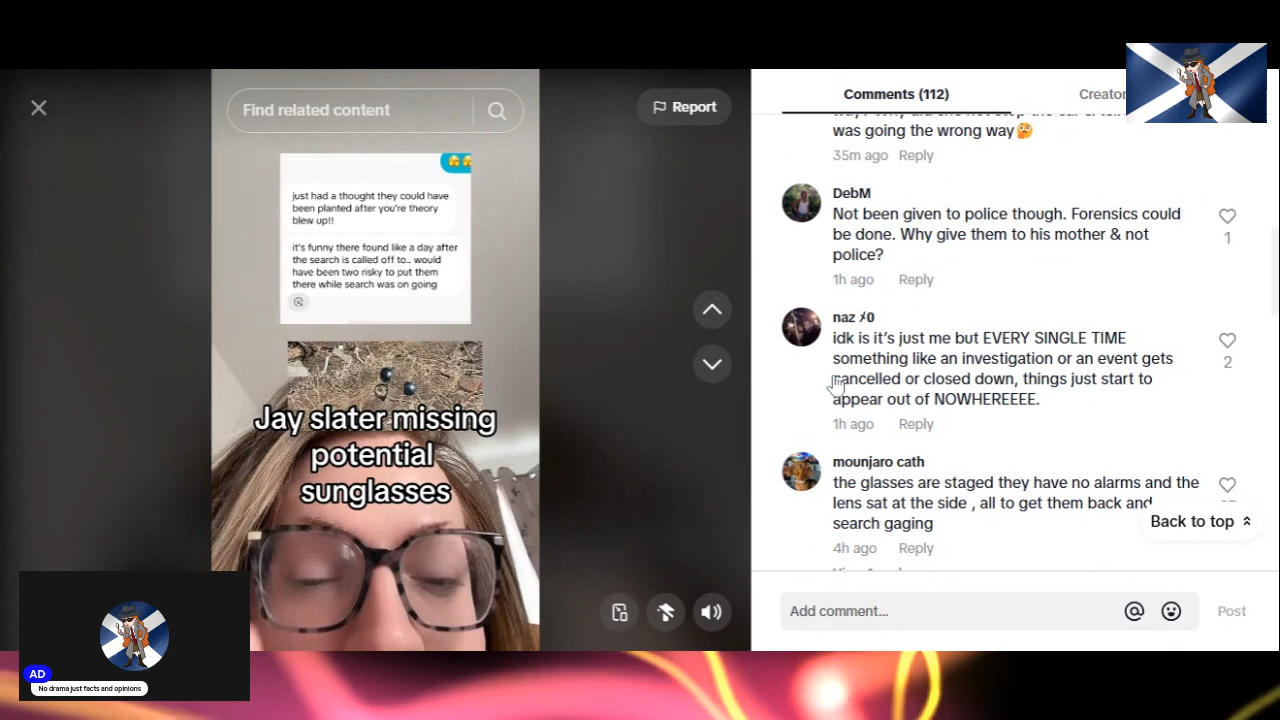 Find related content
Report
just had a thought they could have
been planted after you're theory
blew up!!
it's funny there found like a day after
the search is called off to.. would
have been two risky to put them
there while search was on going
Jay slater missing
potential
sunglasses
AD
No drama just facts and opinions
Comments (112)
Creator
was going the wrong way🤔
35m ago Reply
DebM
Not been given to police though. Forensics could
be done. Why give them to his mother & not
police?
1
1h ago Reply
naz ﾒ0
idk is it's just me but EVERY SINGLE TIME
something like an investigation or an event gets
cancelled or closed down, things just start to
appear out of NOWHEREEEE.
2
1h ago Reply
mounjaro cath
the glasses are staged they have no alarms and the
lens sat at the side , all to get them back and
search gaging
4h ago Reply
Back to top
Add comment...
Post